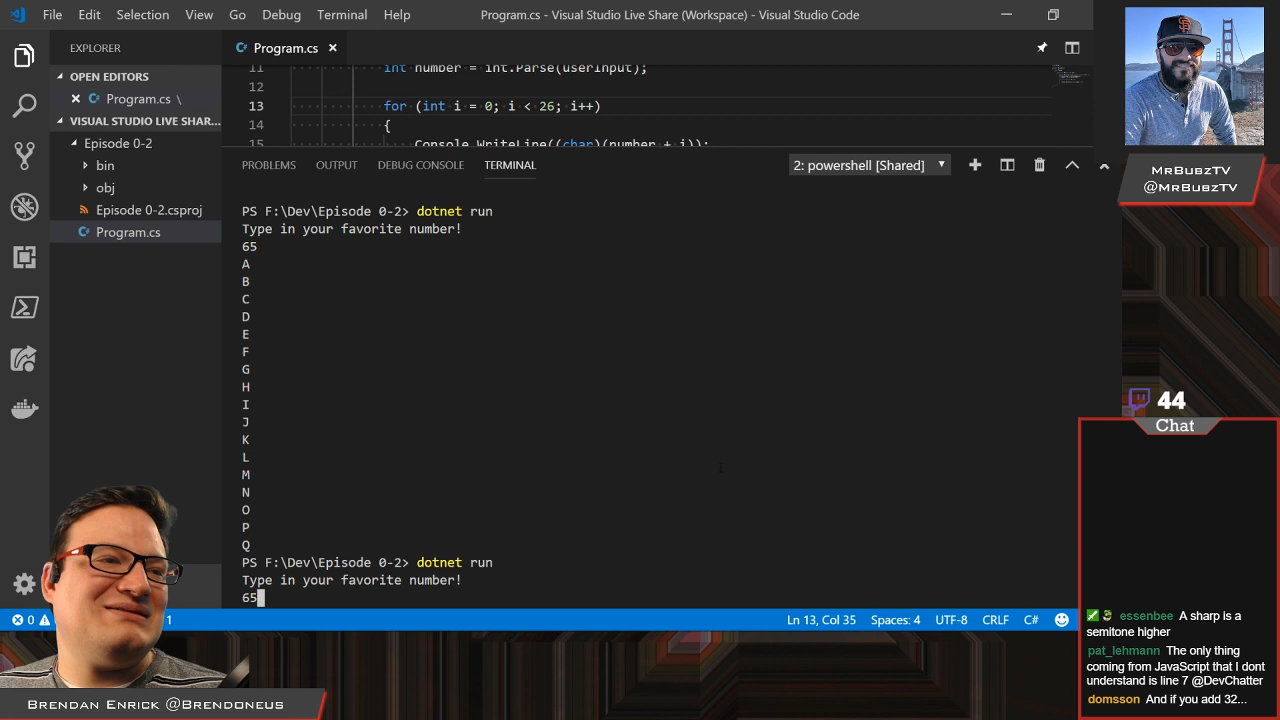 File Edit Selection View Go Debug Terminal Help Program.cs - Visual Studio Live Share (Workspace) - Visual Studio Code
EXPLORER
OPEN EDITORS
Program.cs \
VISUAL STUDIO LIVE SHAR...
Episode 0-2
bin
obj
Episode 0-2.csproj
Program.cs
Program.cs
11 int number = int.Parse(userInput);
12
13 for (int i = 0; i < 26; i++)
14 {
15 Console.WriteLine((char)(number + i));
PROBLEMS OUTPUT DEBUG CONSOLE TERMINAL 2: powershell [Shared]
PS F:\Dev\Episode 0-2> dotnet run
Type in your favorite number!
65
A
B
C
D
E
F
G
H
I
J
K
L
M
N
O
P
Q
PS F:\Dev\Episode 0-2> dotnet run
Type in your favorite number!
65
0 1 Ln 13, Col 35 Spaces: 4 UTF-8 CRLF C#
BRENDAN ENRICK @BRENDONEUS
MRBUBZTV
@MRBUBZTV
44
Chat
essenbee A sharp is a
semitone higher
pat_lehmann The only thing
coming from JavaScript that I dont
understand is line 7 @DevChatter
domsson And if you add 32...